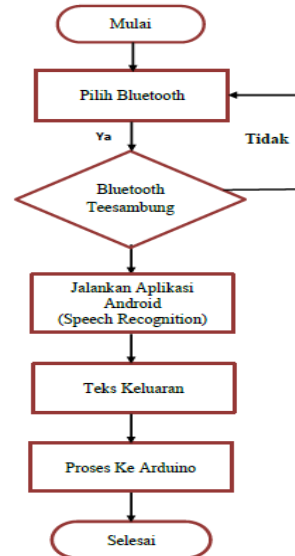 Mulai
Pilih Bluetooth
Ya
Tidak
Bluetooth
Teesambung
Jalankan Aplikasi
Android
(Speech Recognition)
Teks Keluaran
Proses Ke Arduino
Selesai